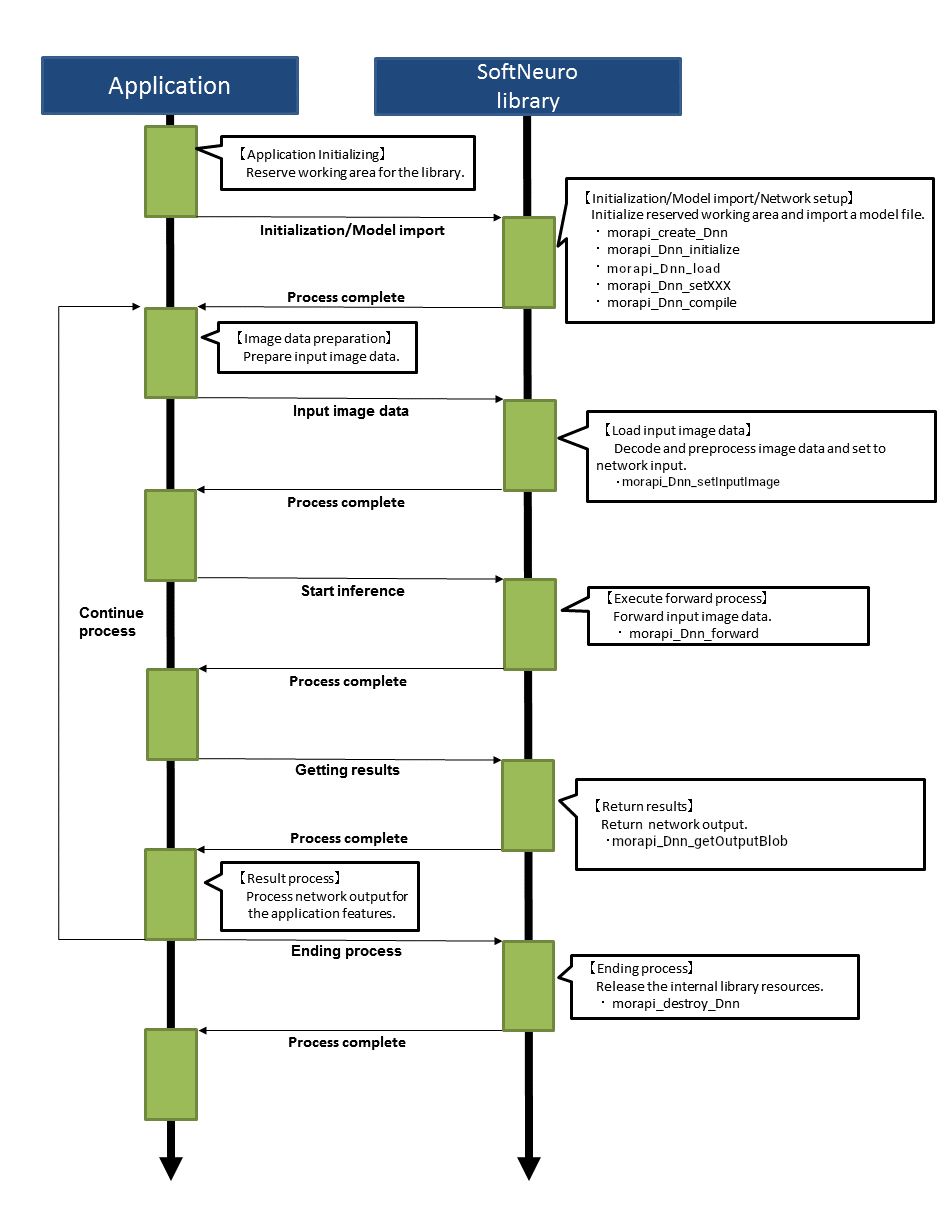 Application
SoftNeuro
library
【Application Initializing】
Reserve working area for the library.
【Initialization/Model import/Network setup】
Initialize reserved working area and import a model file.
・ morapi_create_Dnn
・ morapi_Dnn_initialize
・ morapi_Dnn_load
・ morapi_Dnn_setXXX
・ morapi_Dnn_compile
Initialization/Model import
Process complete
【Image data preparation】
Prepare input image data.
Input image data
【Load input image data】
Decode and preprocess image data and set to
network input.
・morapi_Dnn_setInputImage
Process complete
Start inference
【Execute forward process】
Forward input image data.
・ morapi_Dnn_forward
Continue
process
Process complete
Getting results
【Return results】
Return network output.
・morapi_Dnn_getOutputBlob
Process complete
【Result process】
Process network output for
the application features.
Ending process
【Ending process】
Release the internal library resources.
・ morapi_destroy_Dnn
Process complete